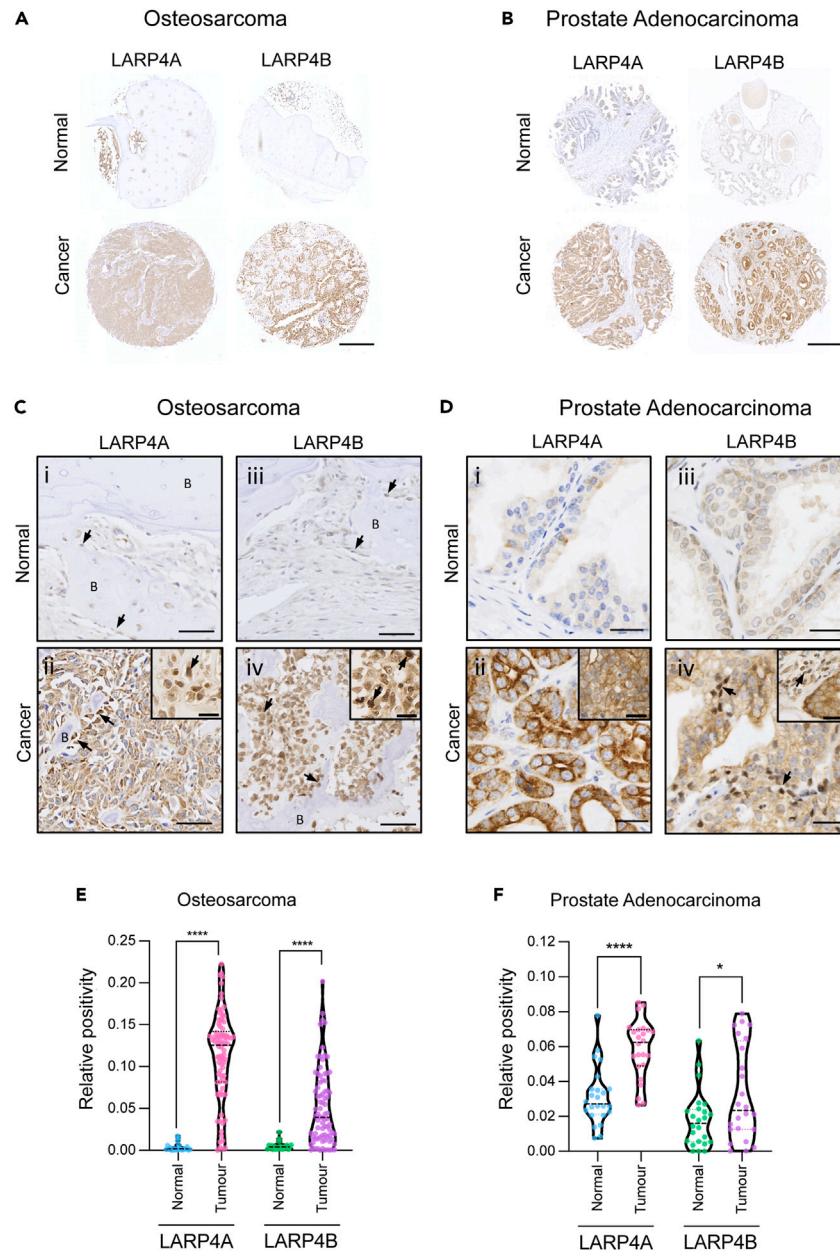 A
Osteosarcoma
LARP4A
LARP4B
Normal
Cancer
B
Prostate Adenocarcinoma
LARP4A
LARP4B
Normal
Cancer
C
Osteosarcoma
LARP4A
LARP4B
i
B
B
iii
B
Normal
ii
B
iv
B
Cancer
D
Prostate Adenocarcinoma
LARP4A
LARP4B
i
iii
Normal
ii
iv
Cancer
E
Osteosarcoma
Relative positivity
0.25
0.20
0.15
0.10
0.05
0.00
****
****
Normal
Tumour
Normal
Tumour
LARP4A
LARP4B
F
Prostate Adenocarcinoma
Relative positivity
0.12
0.10
0.08
0.06
0.04
0.02
0.00
****
*
Normal
Tumour
Normal
Tumour
LARP4A
LARP4B